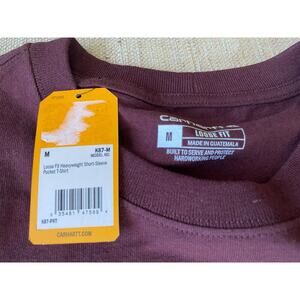 M
K87-M
MODEL NO.
Loose Fit Heavyweight Short-Sleeve
Pocket T-Shirt
K87-PRT
CARHARTT.COM
carhartt
M
LOOSE FIT
MADE IN GUATEMALA
BUILT TO SERVE AND PROTECT
HARDWORKING PEOPLE